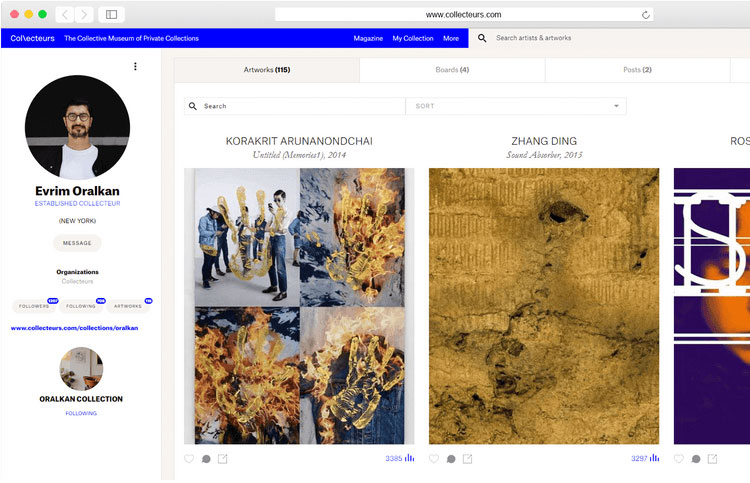 www.collecteurs.com
Col\ecteurs The Collective Museum of Private Collections Magazine My Collection More Search artists & artworks
Artworks (115) Boards (4) Posts (2)
Search SORT
KORAKRIT ARUNANONDCHAI ZHANG DING ROS
Untitled (Memories1), 2014 Sound Absorber, 2015
Evrim Oralkan
ESTABLISHED COLLECTEUR
(NEW YORK)
MESSAGE
Organizations
Collecteurs
FOLLOWERS FOLLOWING ARTWORKS
www.collecteurs.com/collections/oralkan
ORALKAN COLLECTION
FOLLOWING
3385 3297